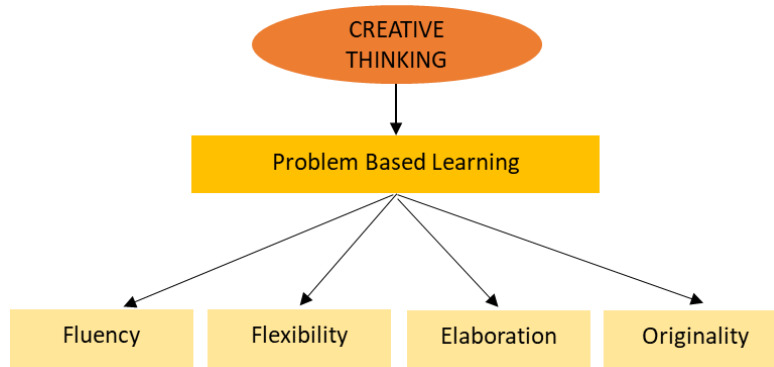 CREATIVE
THINKING
Problem Based Learning
Fluency
Flexibility
Elaboration
Originality